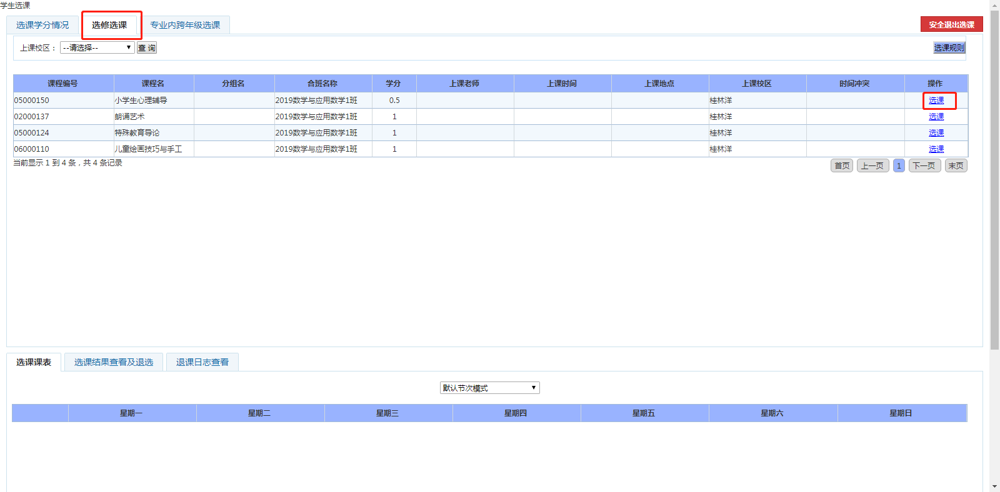 学生选课
选课学分情况 选修选课 专业内跨年级选课 安全退出选课
上课校区： --请选择-- 查 询 选课规则
课程编号 课程名 分组名 合班名称 学分 上课老师 上课时间 上课地点 上课校区 时间冲突 操作
05000150 小学生心理辅导 2019数学与应用数学1班 0.5 桂林洋 选课
02000137 朗诵艺术 2019数学与应用数学1班 1 桂林洋 选课
05000124 特殊教育导论 2019数学与应用数学1班 1 桂林洋 选课
06000110 儿童绘画技巧与手工 2019数学与应用数学1班 1 桂林洋 选课
当前显示 1 到 4 条，共 4 条记录 首页 上一页 1 下一页 末页
选课课表 选课结果查看及退选 退课日志查看
默认节次模式
星期一 星期二 星期三 星期四 星期五 星期六 星期日